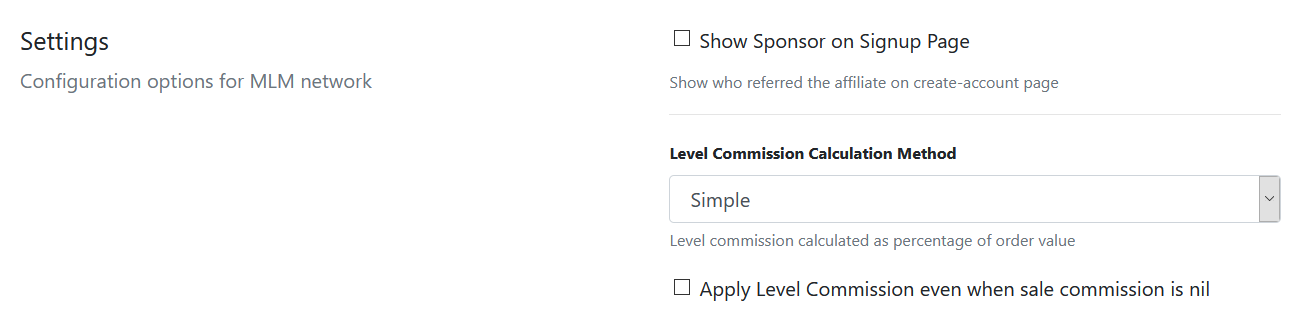 Settings
Configuration options for MLM network
Show Sponsor on Signup Page
Show who referred the affiliate on create-account page
Level Commission Calculation Method
Simple
Level commission calculated as percentage of order value
Apply Level Commission even when sale commission is nil